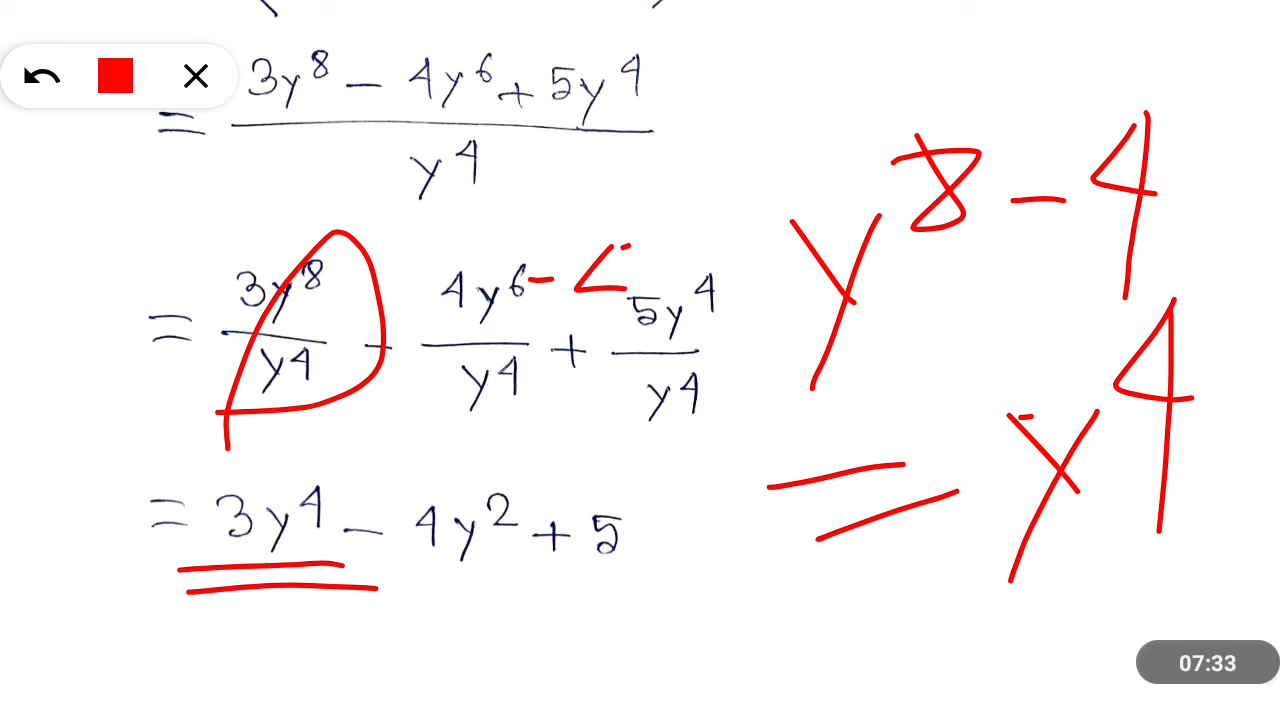 = (3y⁸ − 4y⁶ + 5y⁴) / y⁴
= 3y⁸/y⁴ − 4y⁶/y⁴ + 5y⁴/y⁴
= 3y⁴ − 4y² + 5
y⁸⁻⁴
= y⁴
07:33